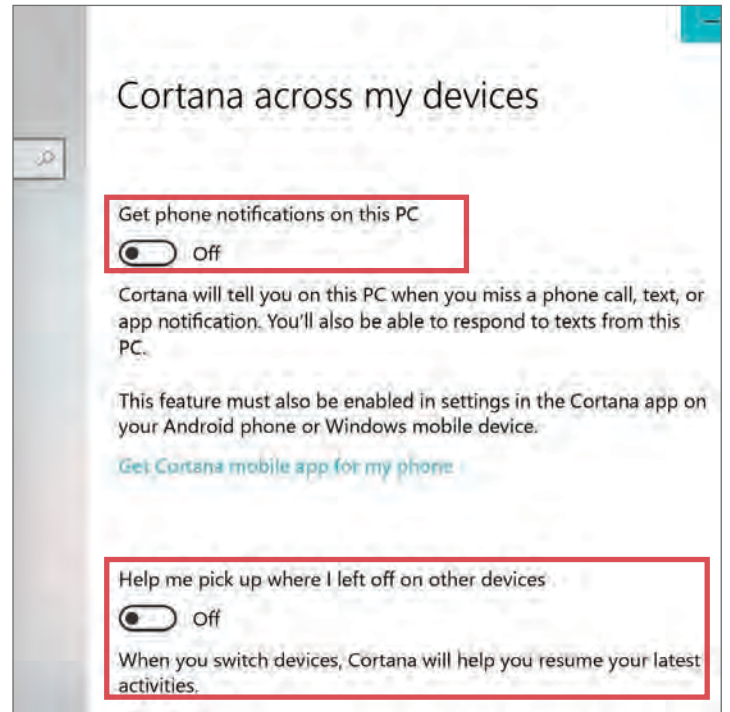 Cortana across my devices
Get phone notifications on this PC
Off
Cortana will tell you on this PC when you miss a phone call, text, or
app notification. You'll also be able to respond to texts from this
PC.
This feature must also be enabled in settings in the Cortana app on
your Android phone or Windows mobile device.
Get Cortana mobile app for my phone
Help me pick up where I left off on other devices
Off
When you switch devices, Cortana will help you resume your latest
activities.